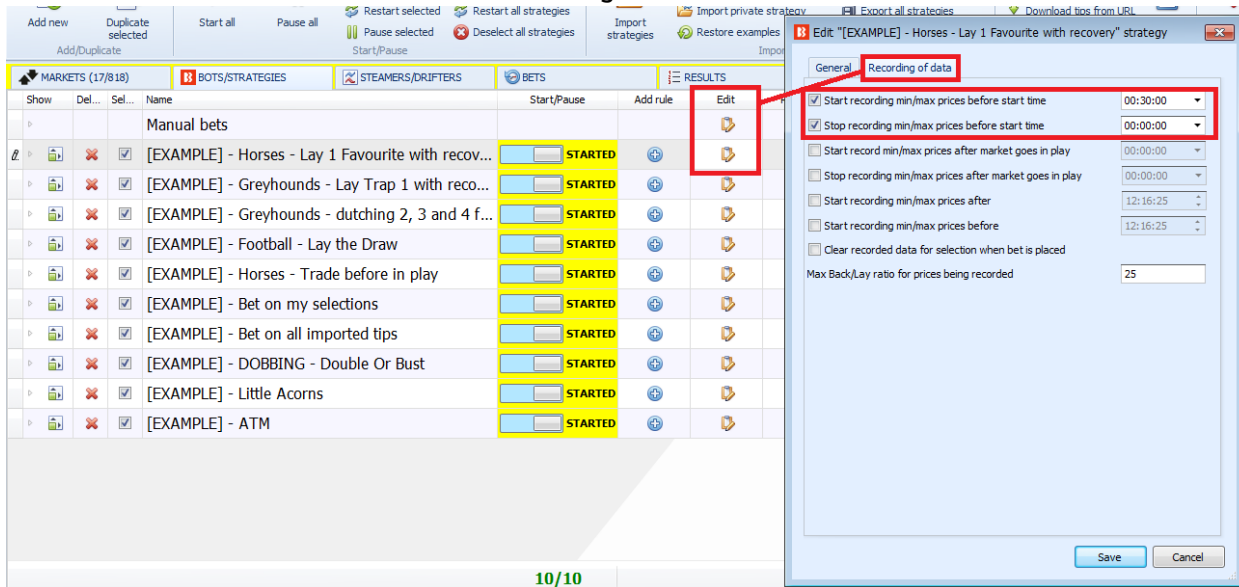 Add new
Duplicate selected
Add/Duplicate
Start all
Pause all
Restart selected
Restart all strategies
Pause selected
Deselect all strategies
Start/Pause
Import strategies
Import private strategy
Export all strategies
Download tips from URL
Restore examples
Impor
MARKETS (17/818)
BOTS/STRATEGIES
STEAMERS/DRIFTERS
BETS
RESULTS
Show Del... Sel... Name Start/Pause Add rule Edit
Manual bets
[EXAMPLE] - Horses - Lay 1 Favourite with recov... STARTED
[EXAMPLE] - Greyhounds - Lay Trap 1 with reco... STARTED
[EXAMPLE] - Greyhounds - dutching 2, 3 and 4 f... STARTED
[EXAMPLE] - Football - Lay the Draw STARTED
[EXAMPLE] - Horses - Trade before in play STARTED
[EXAMPLE] - Bet on my selections STARTED
[EXAMPLE] - Bet on all imported tips STARTED
[EXAMPLE] - DOBBING - Double Or Bust STARTED
[EXAMPLE] - Little Acorns STARTED
[EXAMPLE] - ATM STARTED
10/10
Edit "[EXAMPLE] - Horses - Lay 1 Favourite with recovery" strategy
General Recording of data
Start recording min/max prices before start time 00:30:00
Stop recording min/max prices before start time 00:00:00
Start record min/max prices after market goes in play 00:00:00
Stop recording min/max prices after market goes in play 00:00:00
Start recording min/max prices after 12:16:25
Start recording min/max prices before 12:16:25
Clear recorded data for selection when bet is placed
Max Back/Lay ratio for prices being recorded 25
Save Cancel